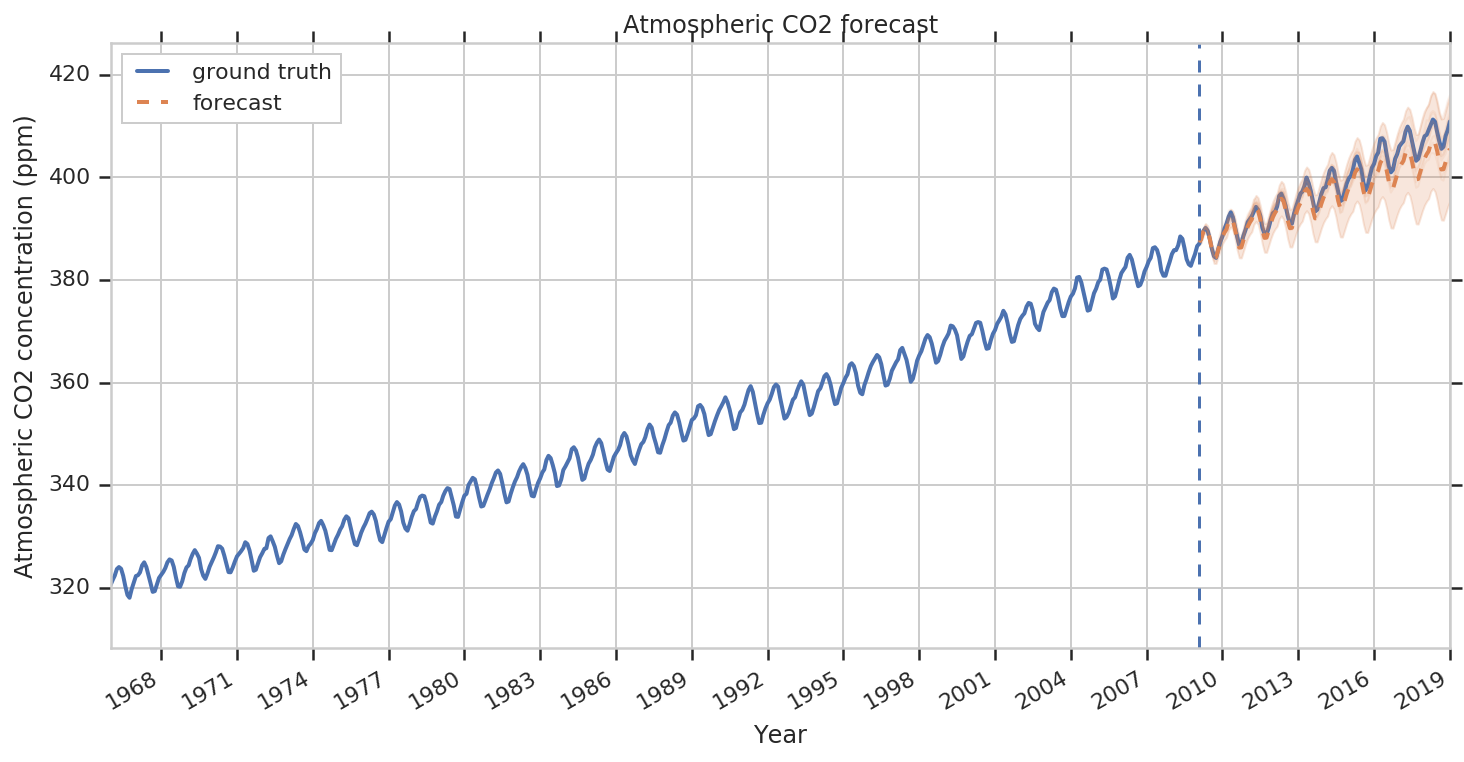 Atmospheric CO2 forecast
ground truth
forecast
Atmospheric CO2 concentration (ppm)
420
400
380
360
340
320
1968 1971 1974 1977 1980 1983 1986 1989 1992 1995 1998 2001 2004 2007 2010 2013 2016 2019
Year